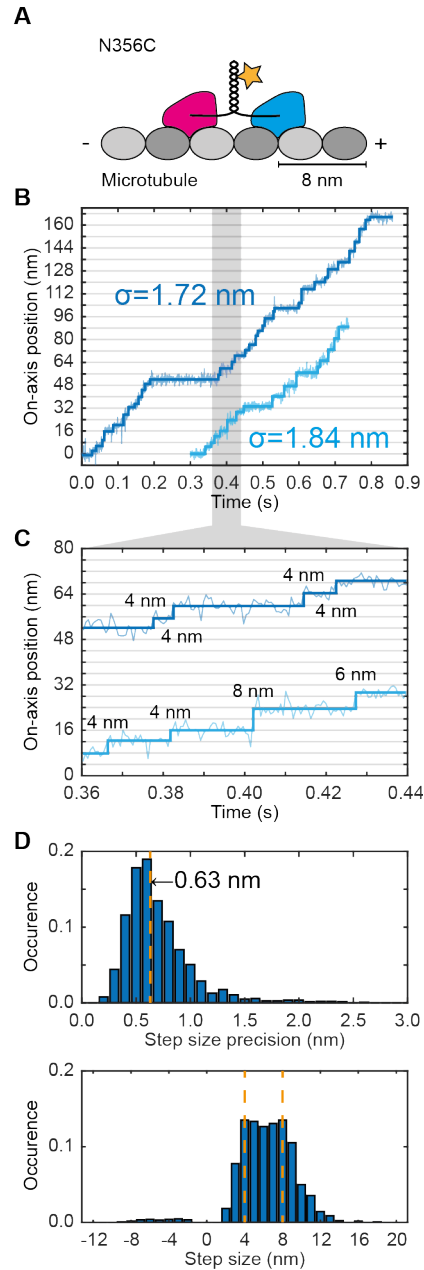 A
N356C
- +
Microtubule 8 nm
B
On-axis position (nm)
160
144
128
112
96
80
64
48
32
16
0
σ=1.72 nm
σ=1.84 nm
0.0 0.1 0.2 0.3 0.4 0.5 0.6 0.7 0.8 0.9
Time (s)
C
On-axis position (nm)
80
64
48
32
16
0
4 nm
4 nm
4 nm
4 nm
4 nm
4 nm
8 nm
6 nm
0.36 0.38 0.40 0.42 0.44
Time (s)
D
Occurence
0.2
0.1
0.0
0.63 nm
0.0 0.5 1.0 1.5 2.0 2.5 3.0
Step size precision (nm)
Occurence
0.2
0.1
0.0
-12 -8 -4 0 4 8 12 16 20
Step size (nm)